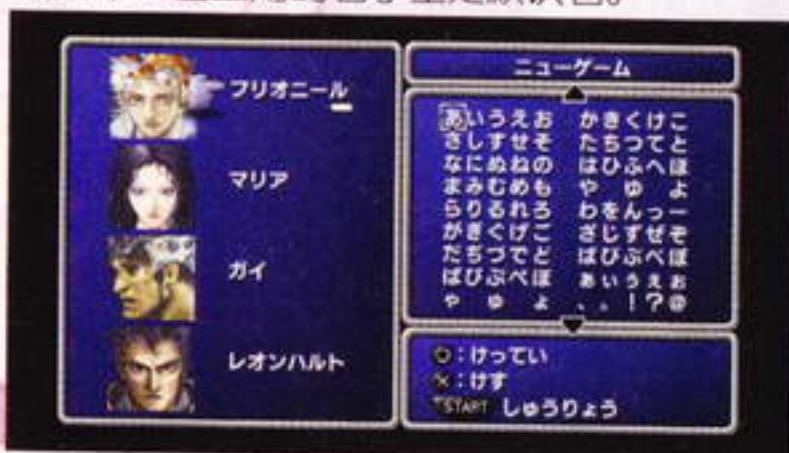 フリオニール
マリア
ガイ
レオンハルト
ニューゲーム
あいうえお かきくけこ
さしすせそ たちつてと
なにぬねの はひふへほ
まみむめも や ゆ よ
らりるれろ わをんっー
がぎぐげご ざじずぜぞ
だぢづでど ばびぶべぼ
ぱぴぷぺぽ ぁぃぅぇぉ
ゃ ゅ ょ 、。!?@
○:けってい
×:けす
START しゅうりょう